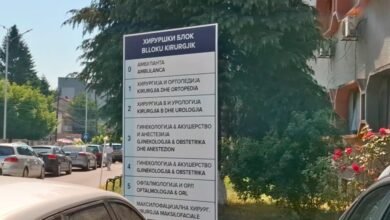 ХИРУРШКИ БЛОК
BLLOKU KIRURGJIK
0
АМБУЛАНТА
AMBULANCA
1
ХИРУРГИЈА И ОРТОПЕДИЈА
KIRURGJIA DHE ORTOPEDIA
2
ХИРУРГИЈА Б И УРОЛОГИЈА
KIRURGJIA B DHE UROLOGJIA
3
ГИНЕКОЛОГИЈА & АКУШЕРСТВО
И АНЕСТЕЗИЈА
GJINEKOLOGJIA & OBSTETRIKA
DHE ANESTEZION
4
ГИНЕКОЛОГИЈА & АКУШЕРСТВО
GJINEKOLOGJIA & OBSTETRIKA
5
ОФТАЛМОЛОГИЈА И ОРЛ
OFTALMOLOGJIA & ORL
МАКСИЛОФАЦИЈАЛНА ХИРУРГ.
KIRURGJIA MAKSILOFACIALE